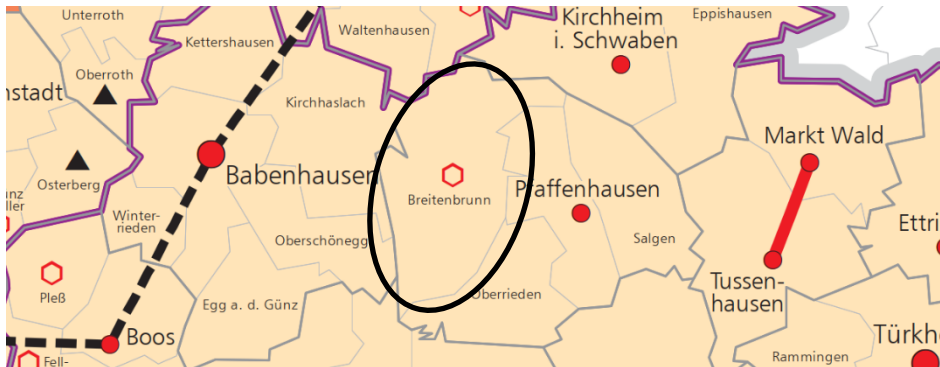 Unterroth
Waltenhausen
Kirchheim
i. Schwaben
Eppishausen
Kettershausen
Oberroth
nstadt
Kirchhaslach
Markt Wald
Babenhausen
Osterberg
Breitenbrunn
Pfaffenhausen
Winter-
rieden
Oberschönegg
Salgen
Ettri
Pleß
Egg a. d. Günz
Oberrieden
Tussen-
hausen
Boos
Türkh
Rammingen
Fell-